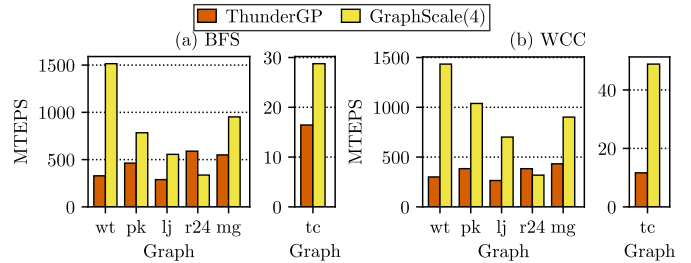 ThunderGP GraphScale(4)
(a) BFS
(b) WCC
MTEPS
1500
1000
500
0
wt pk lj r24 mg
Graph
30
20
10
0
tc
Graph
MTEPS
1500
1000
500
0
wt pk lj r24 mg
Graph
40
20
0
tc
Graph